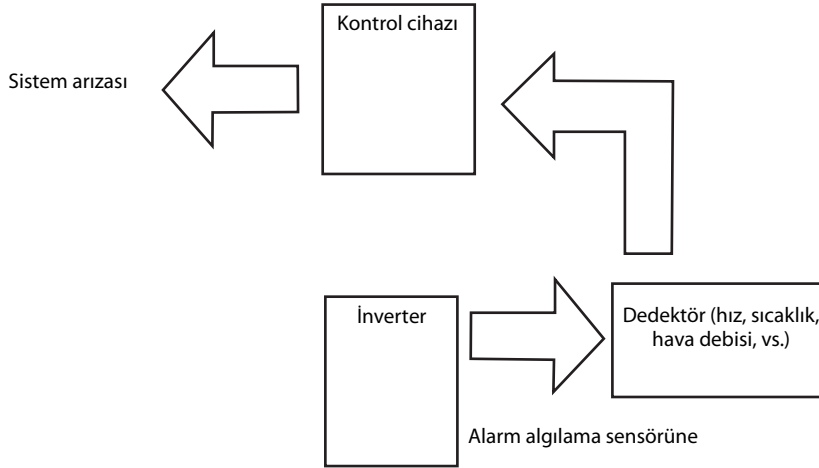 Kontrol cihazı
Sistem arızası
İnverter
Dedektör (hız, sıcaklık,
hava debisi, vs.)
Alarm algılama sensörüne